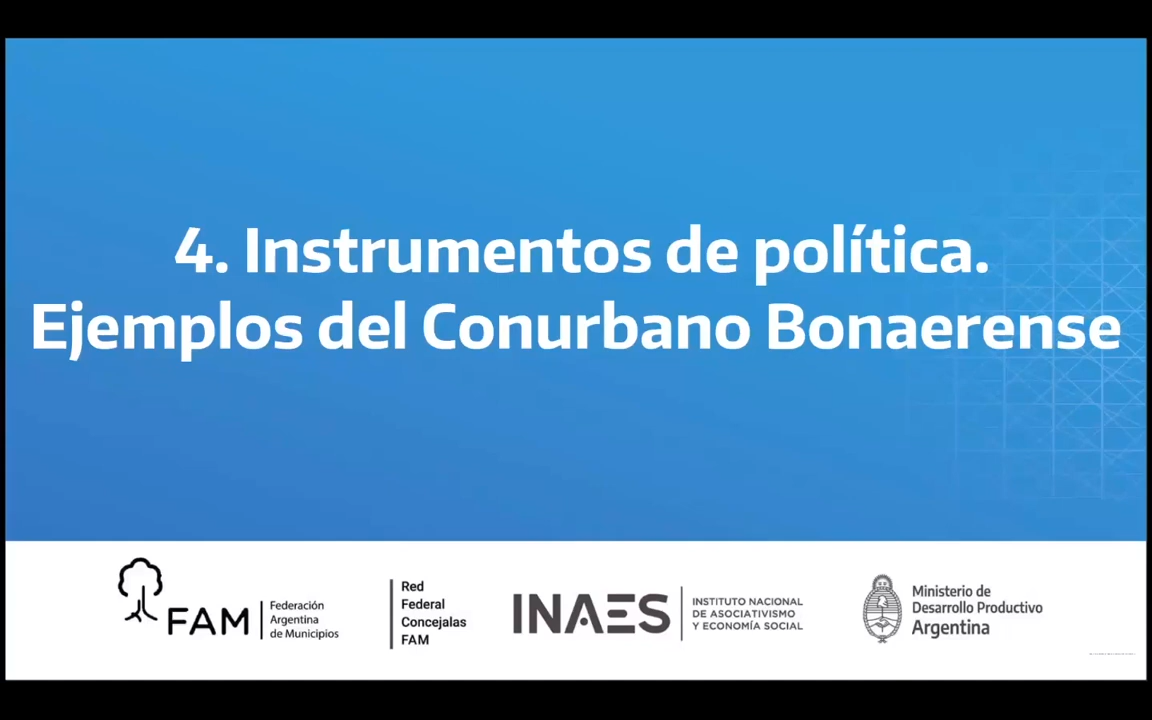 4. Instrumentos de política.
Ejemplos del Conurbano Bonaerense
FAM
Federación
Argentina
de Municipios
Red
Federal
Concejalas
FAM
INAES
INSTITUTO NACIONAL
DE ASOCIATIVISMO
Y ECONOMÍA SOCIAL
Ministerio de
Desarrollo Productivo
Argentina